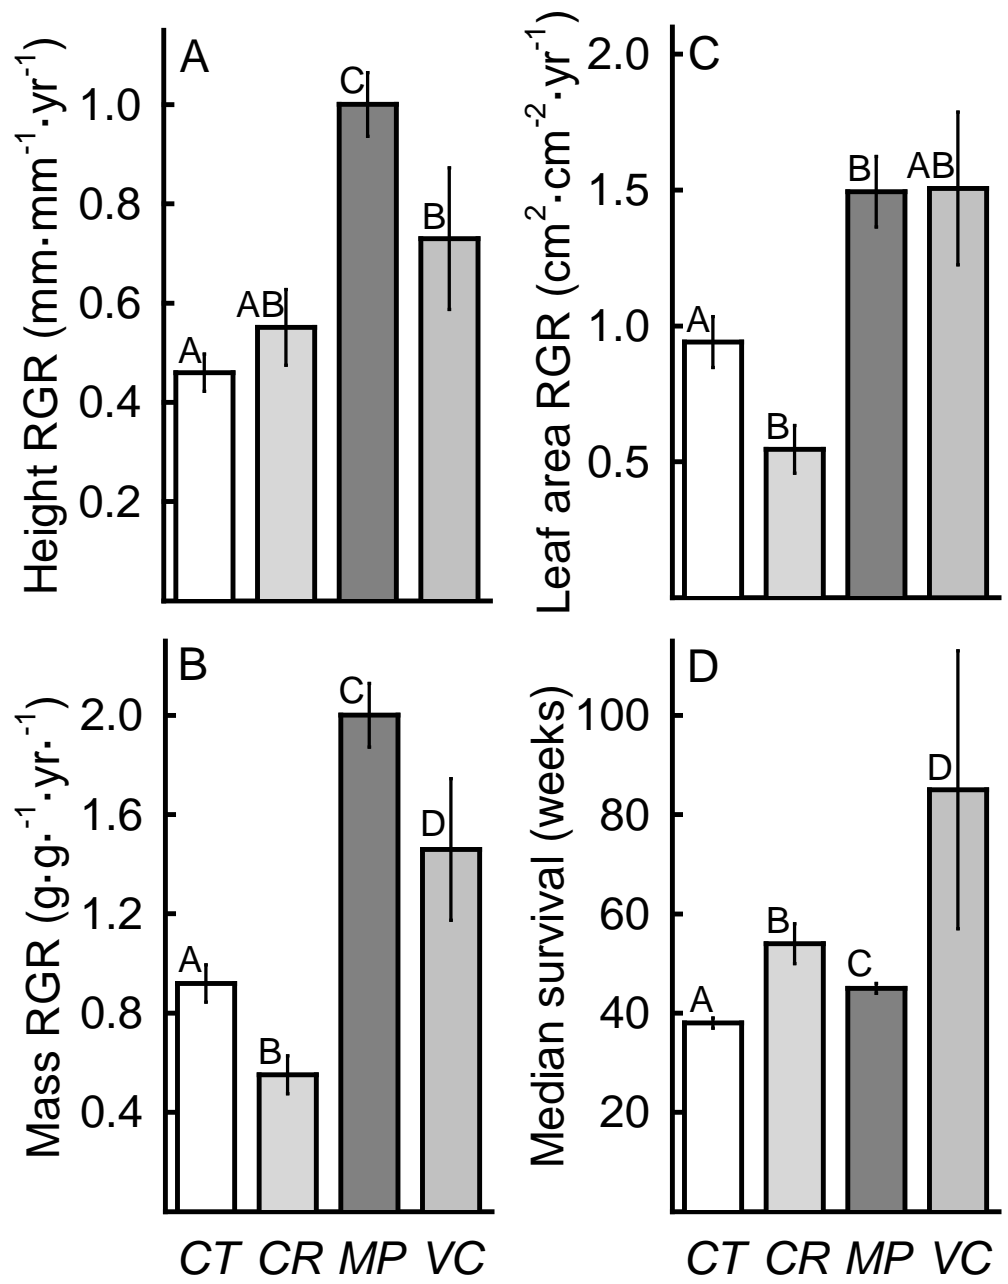 A
Height RGR (mm·mm⁻¹·yr⁻¹)
1.0
0.8
0.6
0.4
0.2
A
AB
C
B
C
Leaf area RGR (cm²·cm⁻²·yr⁻¹)
2.0
1.5
1.0
0.5
A
B
B
AB
B
Mass RGR (g·g·⁻¹·yr·⁻¹)
2.0
1.6
1.2
0.8
0.4
A
B
C
D
CT CR MP VC
D
Median survival (weeks)
100
80
60
40
20
A
B
C
D
CT CR MP VC